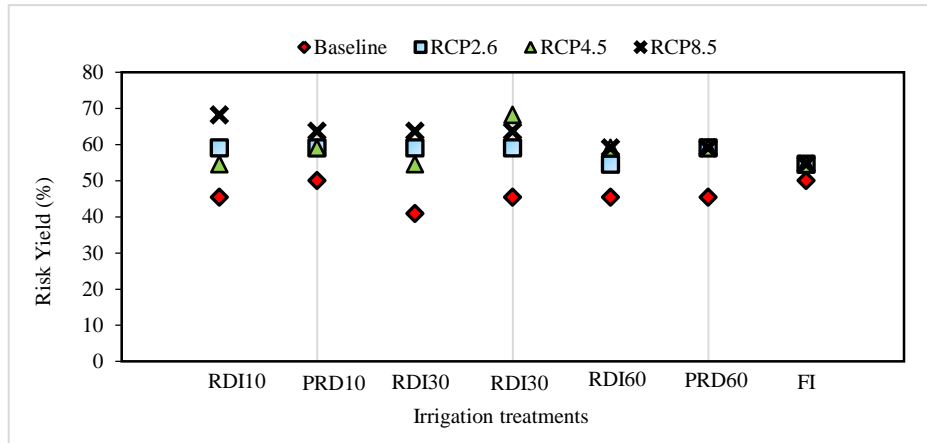 Baseline RCP2.6 RCP4.5 RCP8.5
80
70
60
50
40
30
20
10
0
Risk Yield (%)
RDI10 PRD10 RDI30 RDI30 RDI60 PRD60 FI
Irrigation treatments